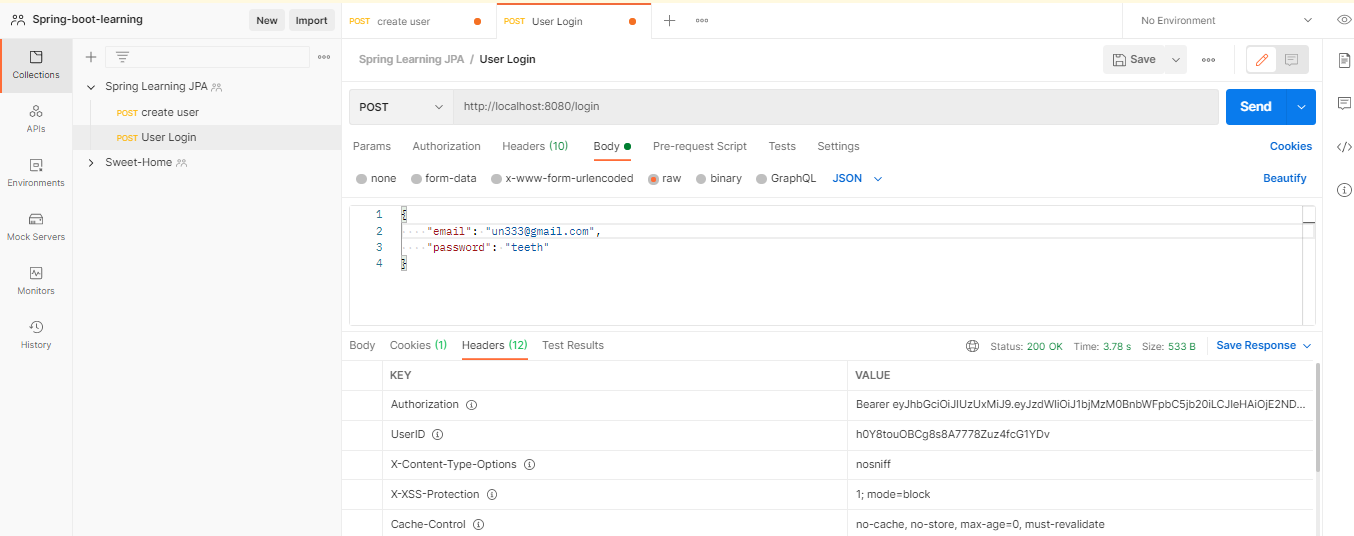 Spring-boot-learning New Import POST create user POST User Login No Environment
Collections
APIs
Environments
Mock Servers
Monitors
History
Spring Learning JPA
POST create user
POST User Login
Sweet-Home
Spring Learning JPA / User Login Save
POST http://localhost:8080/login Send
Params Authorization Headers (10) Body Pre-request Script Tests Settings Cookies
none form-data x-www-form-urlencoded raw binary GraphQL JSON Beautify
1 {
2 "email": "un333@gmail.com",
3 "password": "teeth"
4 }
Body Cookies (1) Headers (12) Test Results Status: 200 OK Time: 3.78 s Size: 533 B Save Response
KEY VALUE
Authorization Bearer eyJhbGciOiJIUzUxMiJ9.eyJzdWIiOiJ1bjMzM0BnbWFpbC5jb20iLCJleHAiOjE2ND...
UserID h0Y8touOBCg8s8A7778Zuz4fcG1YDv
X-Content-Type-Options nosniff
X-XSS-Protection 1; mode=block
Cache-Control no-cache, no-store, max-age=0, must-revalidate